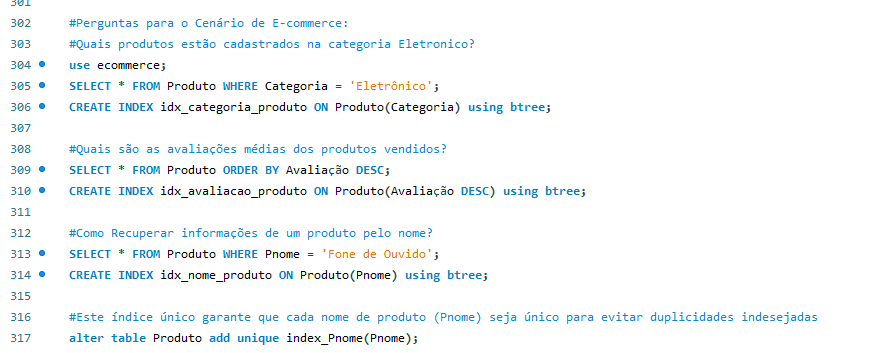 301
302 #Perguntas para o Cenário de E-commerce:
303 #Quais produtos estão cadastrados na categoria Eletronico?
304 use ecommerce;
305 SELECT * FROM Produto WHERE Categoria = 'Eletrônico';
306 CREATE INDEX idx_categoria_produto ON Produto(Categoria) using btree;
307
308 #Quais são as avaliações médias dos produtos vendidos?
309 SELECT * FROM Produto ORDER BY Avaliação DESC;
310 CREATE INDEX idx_avaliacao_produto ON Produto(Avaliação DESC) using btree;
311
312 #Como Recuperar informações de um produto pelo nome?
313 SELECT * FROM Produto WHERE Pnome = 'Fone de Ouvido';
314 CREATE INDEX idx_nome_produto ON Produto(Pnome) using btree;
315
316 #Este índice único garante que cada nome de produto (Pnome) seja único para evitar duplicidades indesejadas
317 alter table Produto add unique index_Pnome(Pnome);